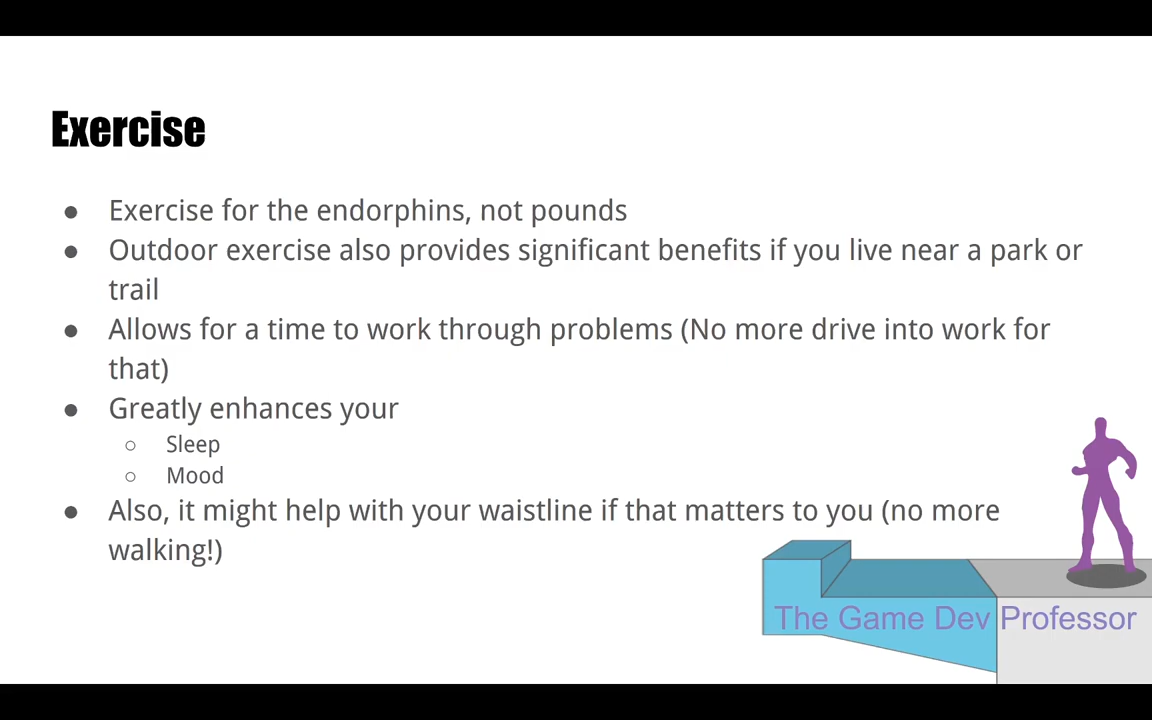 Exercise
● Exercise for the endorphins, not pounds
● Outdoor exercise also provides significant benefits if you live near a park or
trail
● Allows for a time to work through problems (No more drive into work for
that)
● Greatly enhances your
○ Sleep
○ Mood
● Also, it might help with your waistline if that matters to you (no more
walking!)
The Game Dev Professor